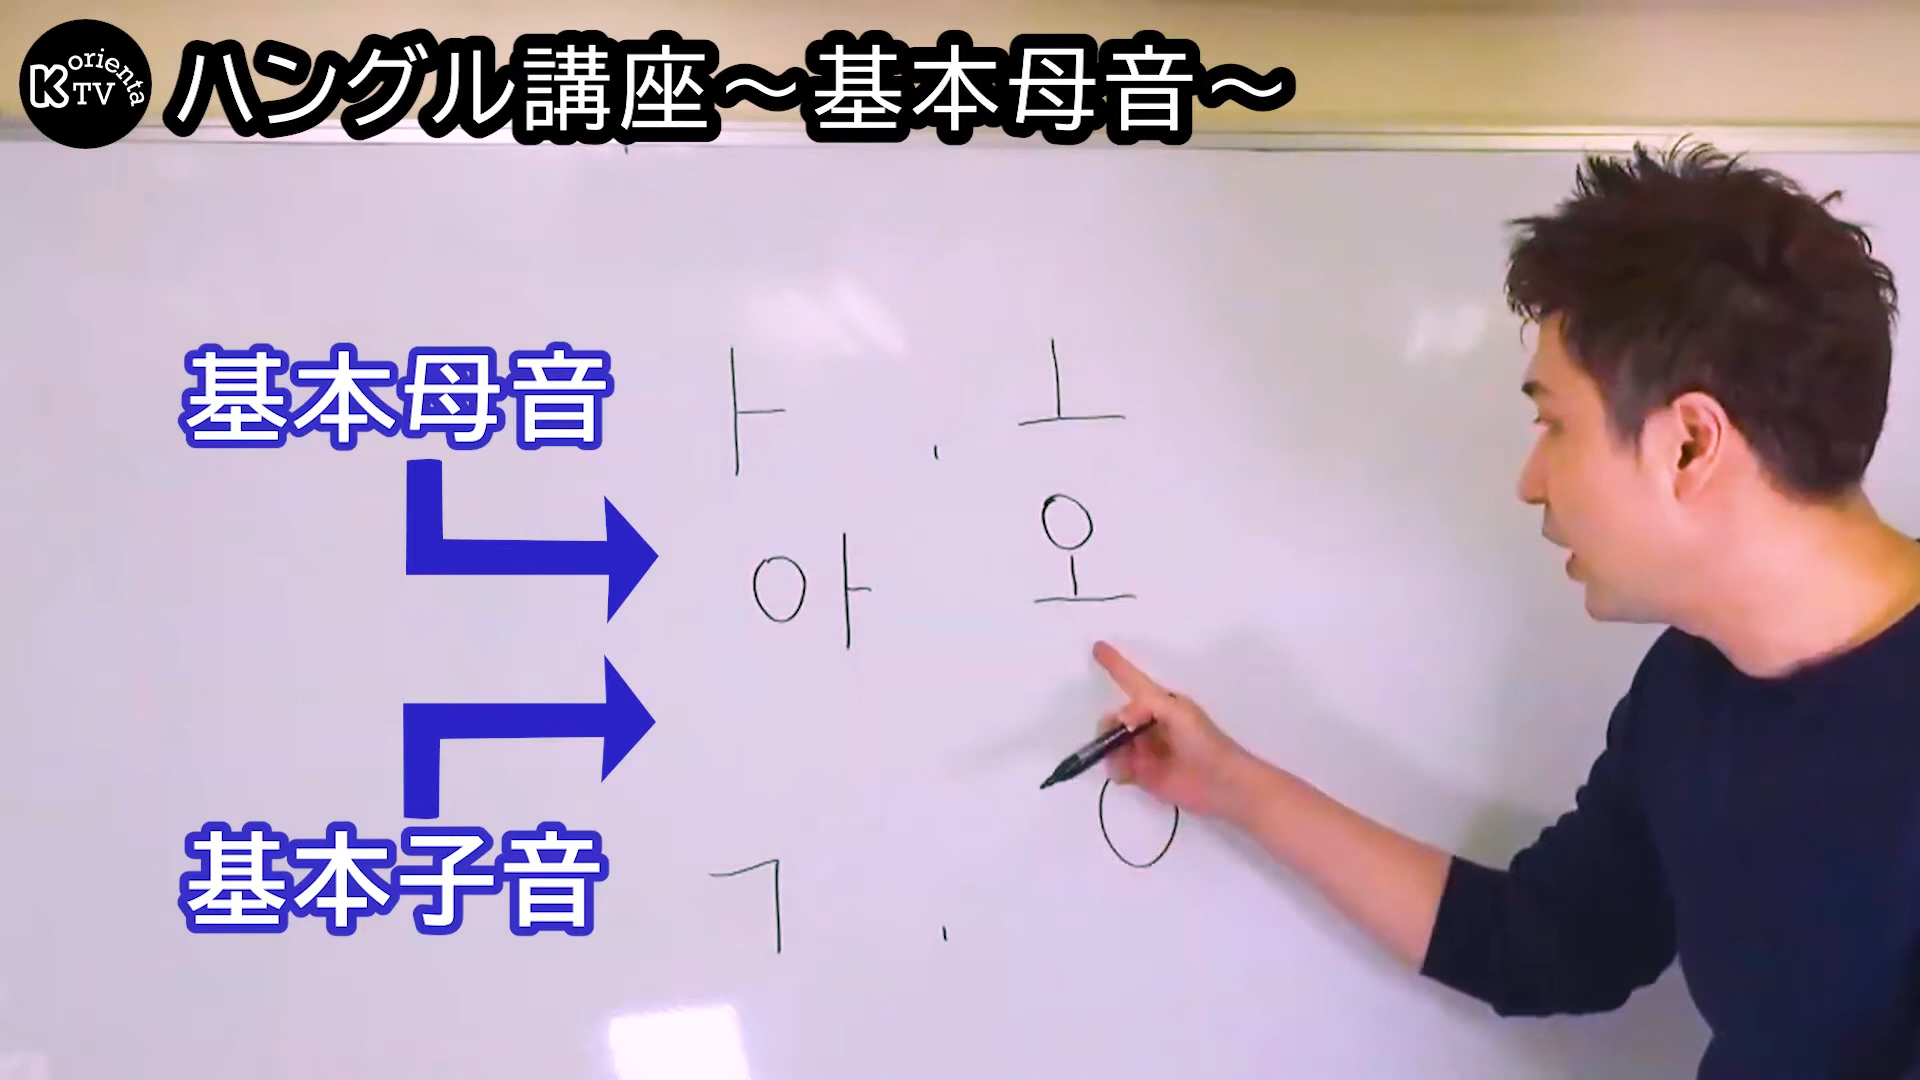 Korienta TV
ハングル講座～基本母音～
基本母音
ㅏ , ㅗ
아 오
基本子音
ㄱ , ㅇ